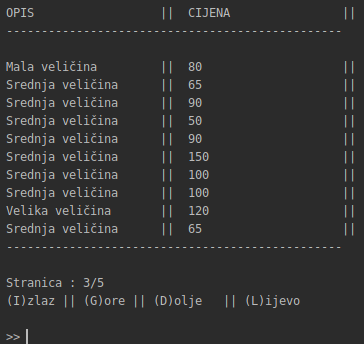 OPIS || CIJENA ||
------------------------------------------------
Mala veličina || 80 ||
Srednja veličina || 65 ||
Srednja veličina || 90 ||
Srednja veličina || 50 ||
Srednja veličina || 90 ||
Srednja veličina || 150 ||
Srednja veličina || 100 ||
Srednja veličina || 100 ||
Velika veličina || 120 ||
Srednja veličina || 65 ||
------------------------------------------------
Stranica : 3/5
(I)zlaz || (G)ore || (D)olje || (L)ijevo
>>